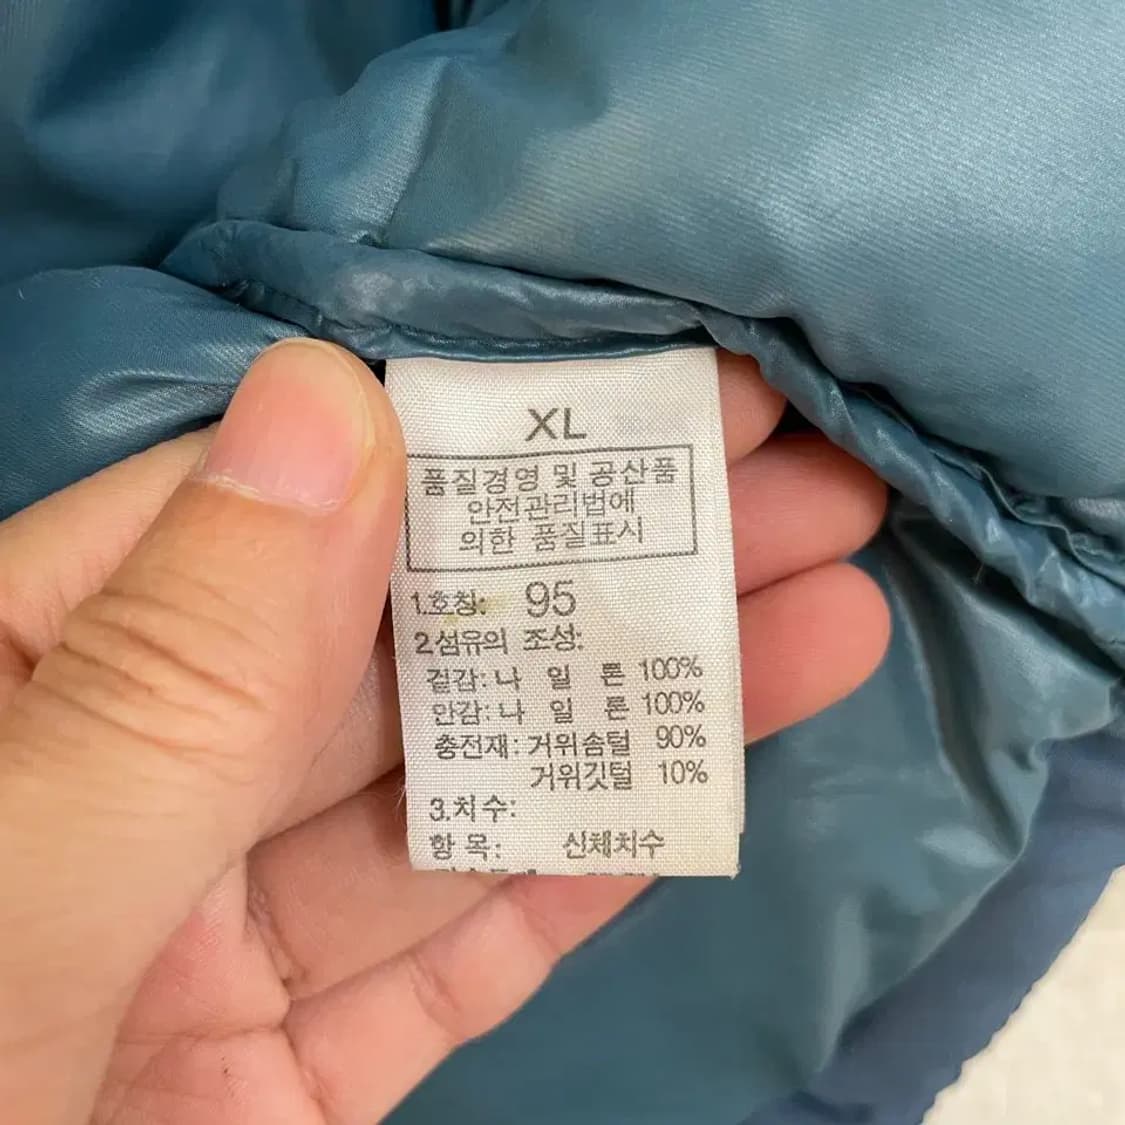 XL
품질경영 및 공산품
안전관리법에
의한 품질표시
1.호칭: 95
2.섬유의 조성:
겉감: 나 일 론 100%
안감: 나 일 론 100%
충전재: 거위솜털 90%
거위깃털 10%
3.치수:
항 목: 신체치수